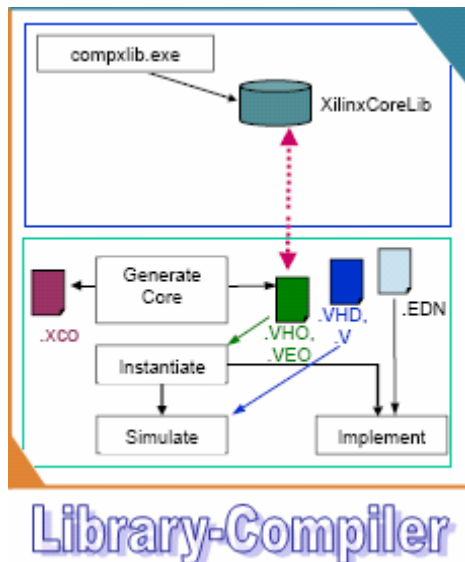 compxlib.exe
XilinxCoreLib
Generate
Core
.xco
.VHO,
.VEO
.VHD,
.V
.EDN
Instantiate
Simulate
Implement
Library-Compiler